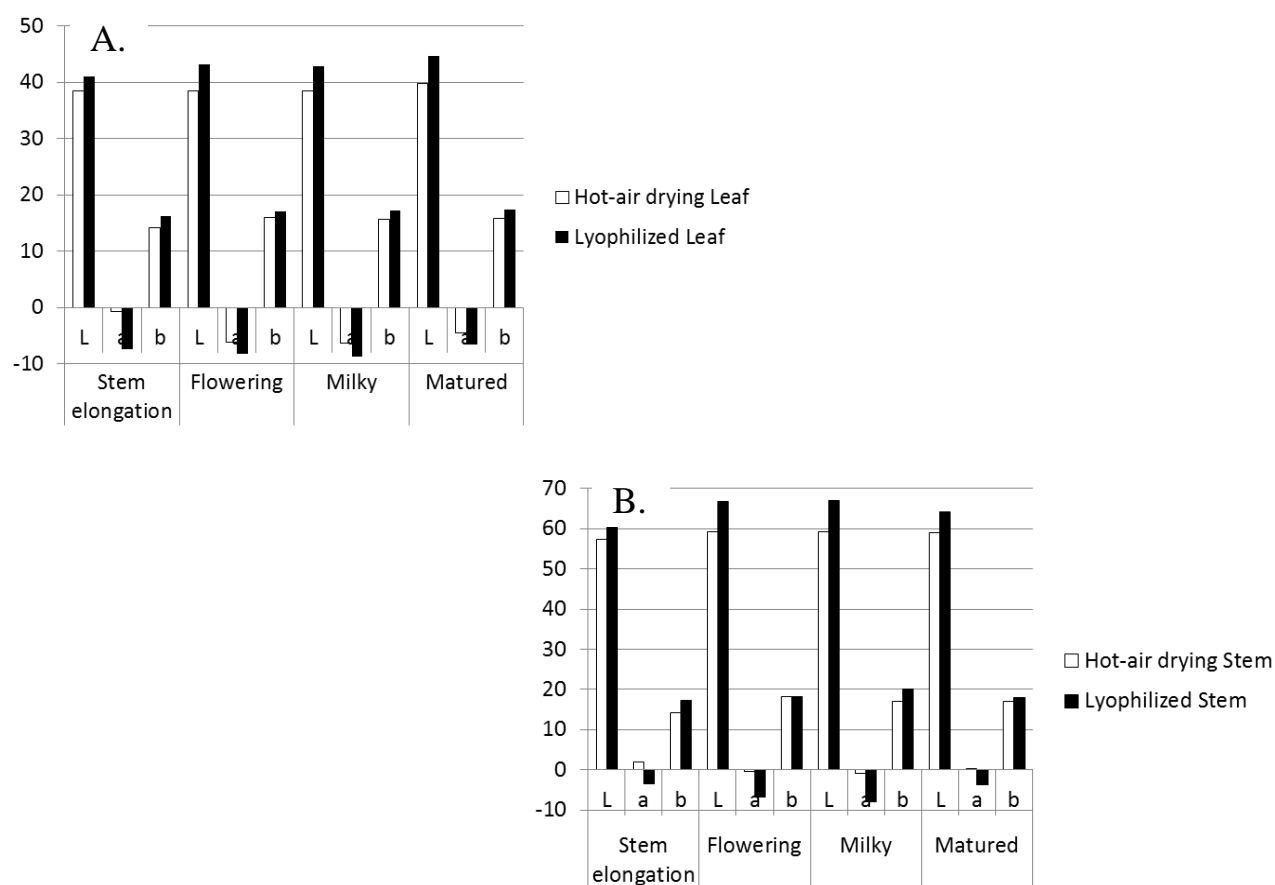 A.
50
40
30
20
10
0
-10
L a b L a b L a b L a b
Stem elongation Flowering Milky Matured
Hot-air drying Leaf
Lyophilized Leaf
B.
70
60
50
40
30
20
10
0
-10
L a b L a b L a b L a b
Stem elongation Flowering Milky Matured
Hot-air drying Stem
Lyophilized Stem